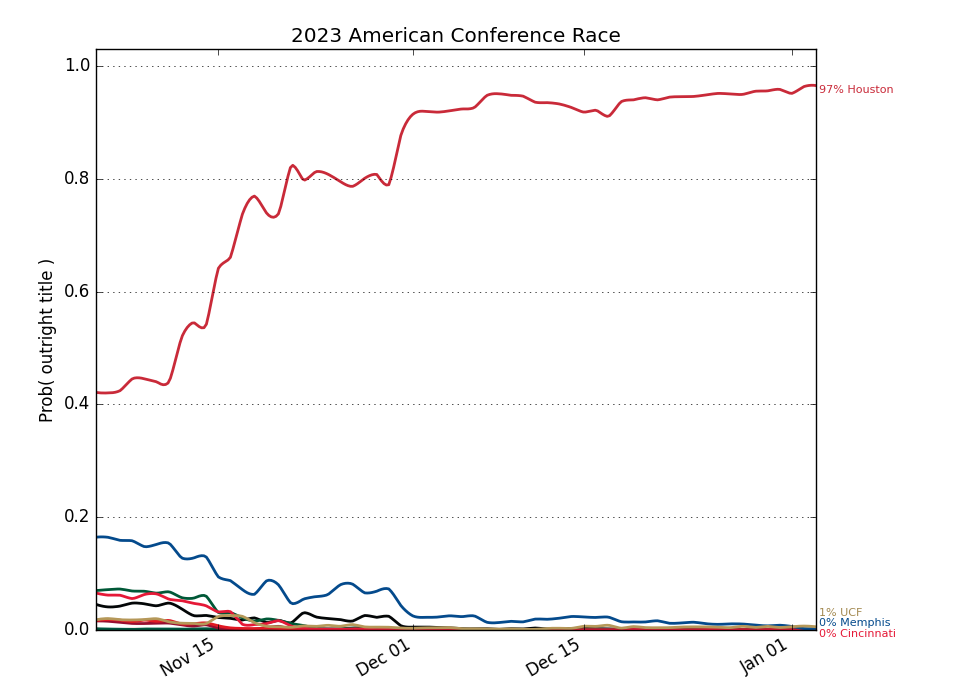 2023 American Conference Race
Prob( outright title )
1.0
0.8
0.6
0.4
0.2
0.0
Nov 15
Dec 01
Dec 15
Jan 01
97% Houston
1% UCF
0% Memphis
0% Cincinnati